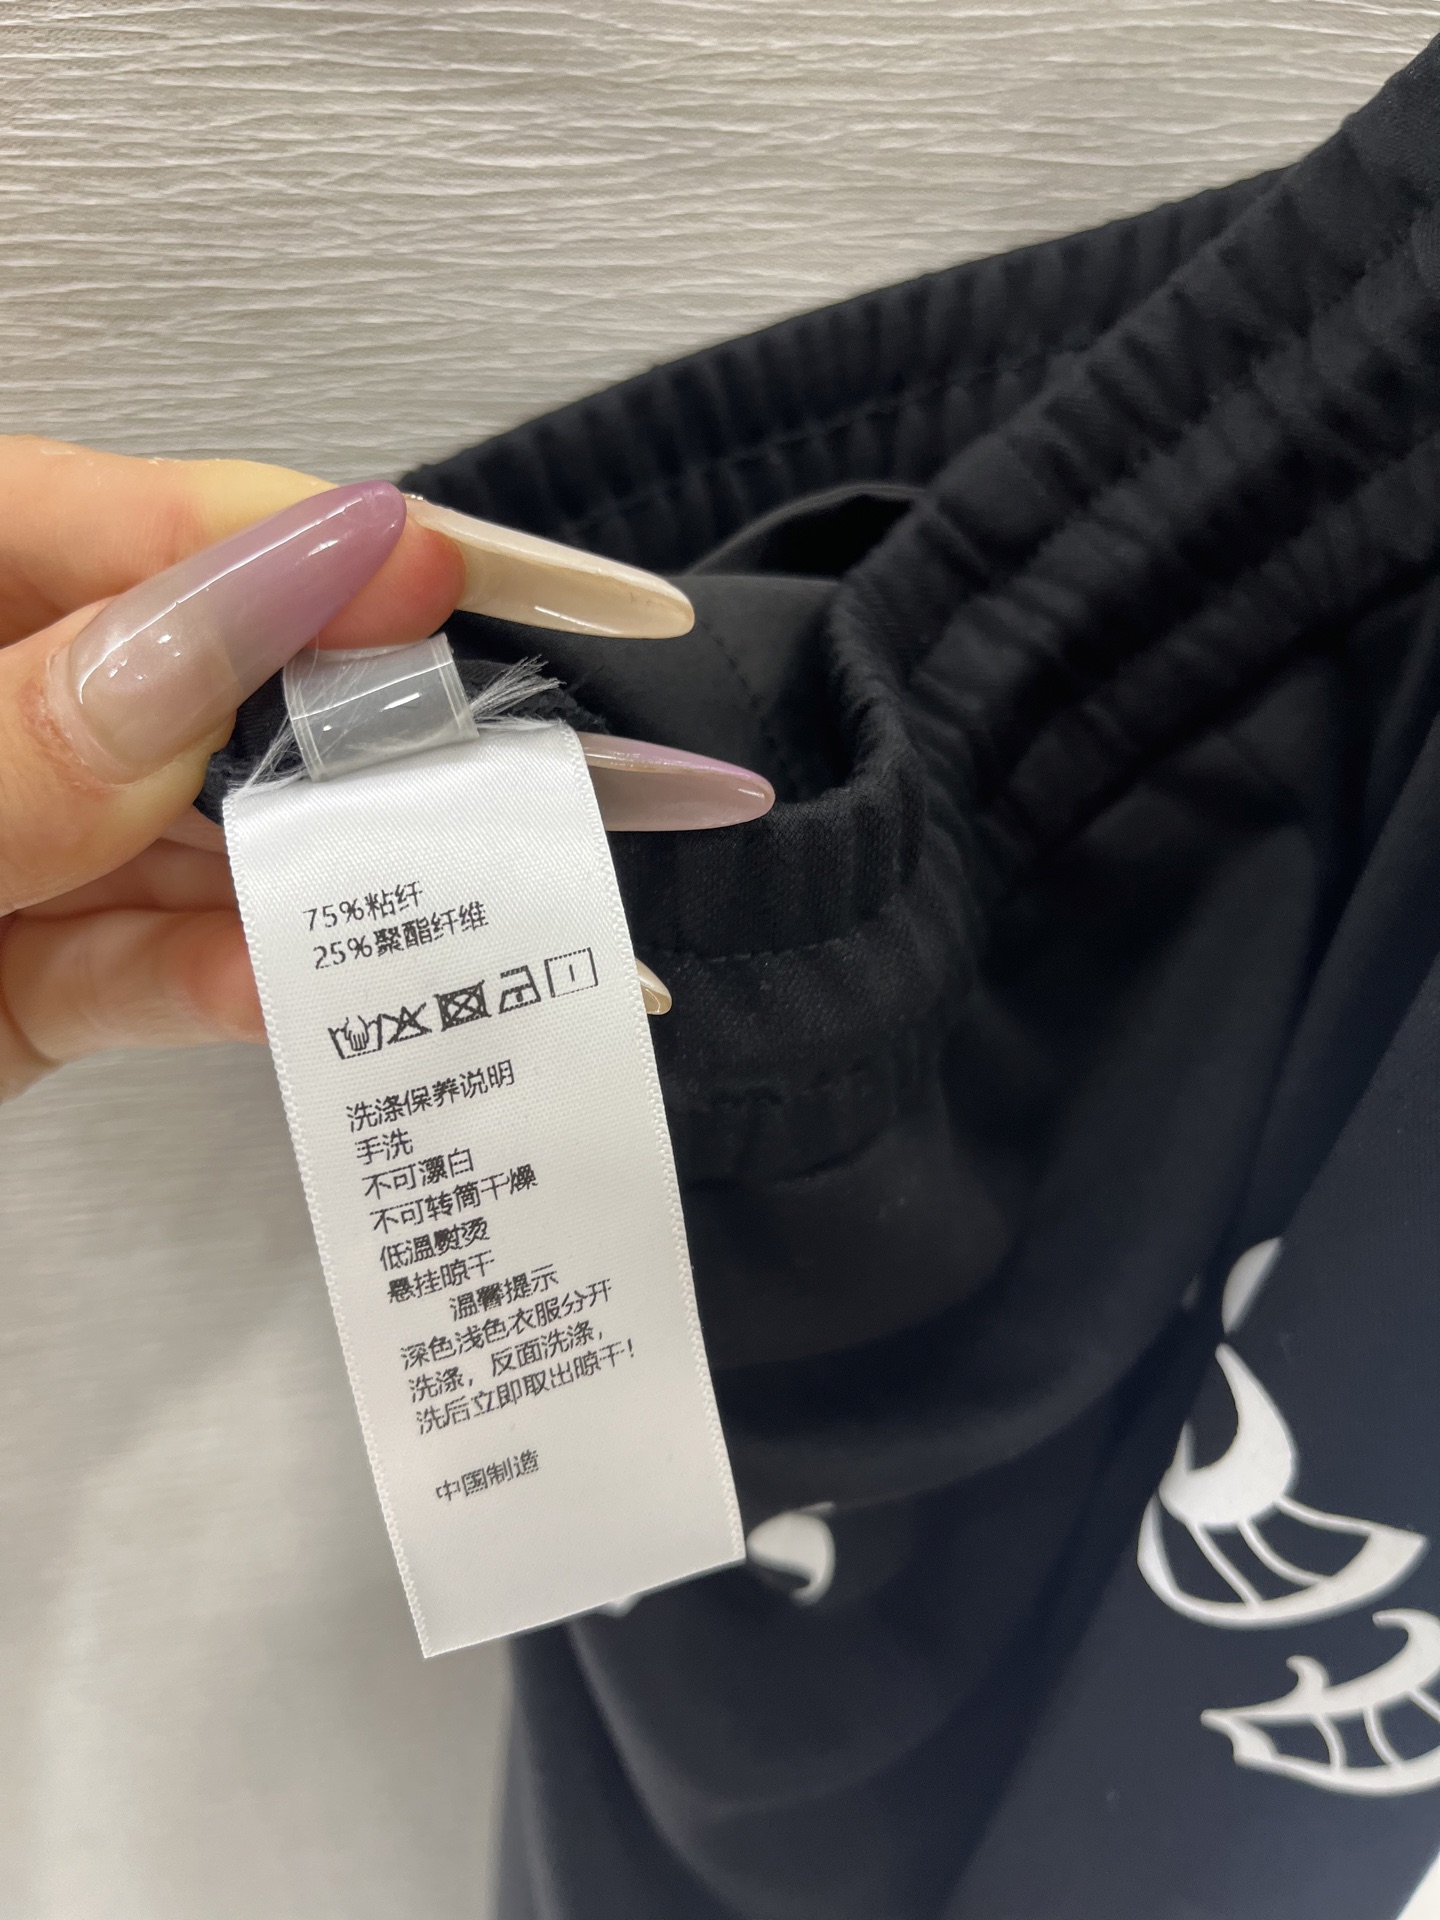 75%粘纤
25%聚酯纤维
洗涤保养说明
手洗
不可漂白
不可转筒干燥
低温熨烫
悬挂晾干
温馨提示
深色浅色衣服分开
洗涤，反面洗涤，
洗后立即取出晾干！
中国制造